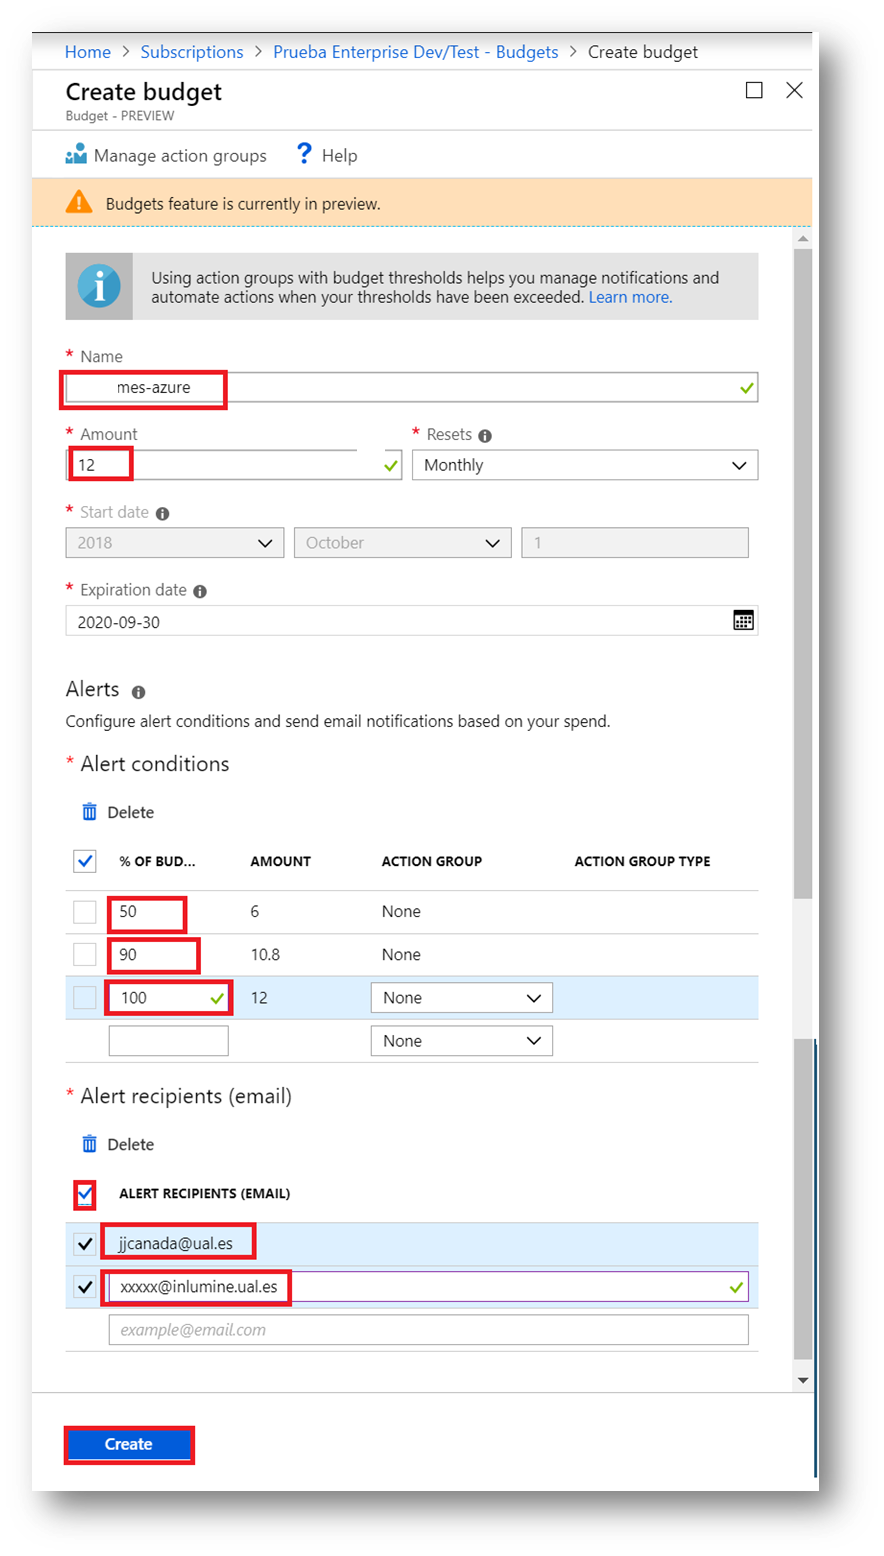 Home > Subscriptions > Prueba Enterprise Dev/Test - Budgets > Create budget
Create budget
Budget - PREVIEW
Manage action groups ? Help
Budgets feature is currently in preview.
Using action groups with budget thresholds helps you manage notifications and
automate actions when your thresholds have been exceeded. Learn more.
* Name
mes-azure
* Amount * Resets
12 Monthly
* Start date
2018 October 1
* Expiration date
2020-09-30
Alerts
Configure alert conditions and send email notifications based on your spend.
* Alert conditions
Delete
% OF BUD... AMOUNT ACTION GROUP ACTION GROUP TYPE
50 6 None
90 10.8 None
100 12 None
None
* Alert recipients (email)
Delete
ALERT RECIPIENTS (EMAIL)
jjcanada@ual.es
xxxxx@inlumine.ual.es
example@email.com
Create